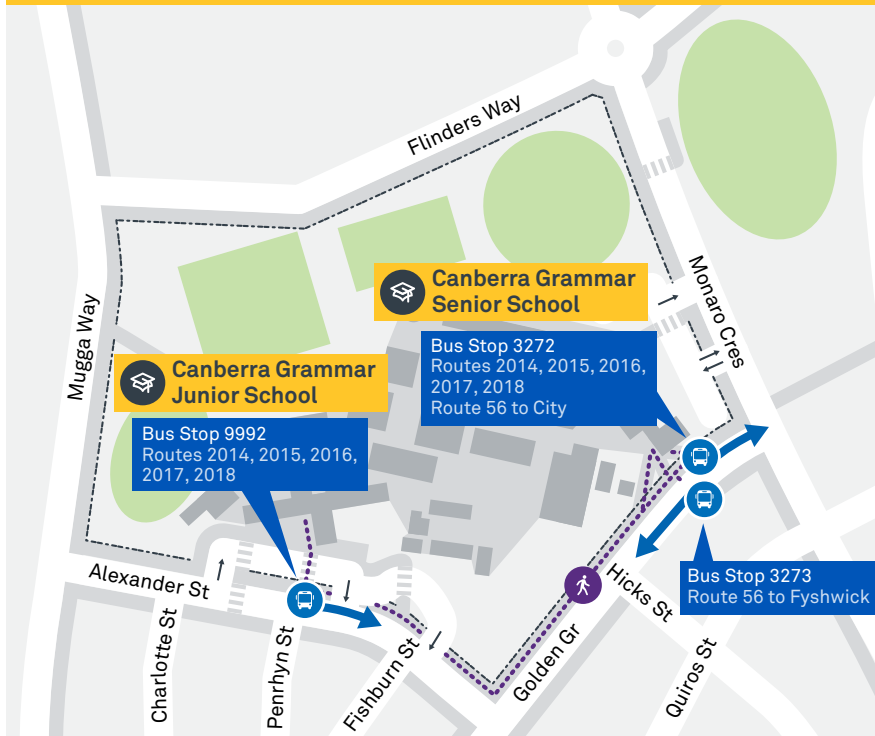 Flinders Way
Mugga Way
Monaro Cres
Canberra Grammar
Senior School
Bus Stop 3272
Routes 2014, 2015, 2016,
2017, 2018
Route 56 to City
Canberra Grammar
Junior School
Bus Stop 9992
Routes 2014, 2015, 2016,
2017, 2018
Bus Stop 3273
Route 56 to Fyshwick
Alexander St
Charlotte St
Penrhyn St
Fishburn St
Golden Gr
Hicks St
Quiros St